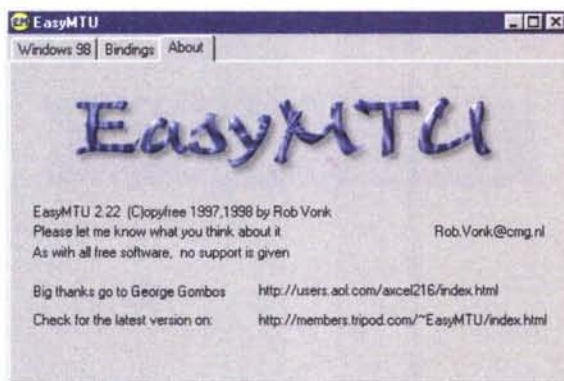 EM EasyMTU
Windows 98 Bindings About
EasyMTU
EasyMTU 2.22 (C)opyfree 1997,1998 by Rob Vonk
Please let me know what you think about it Rob.Vonk@cmg.nl
As with all free software, no support is given
Big thanks go to George Gombos http://users.aol.com/axcel216/index.html
Check for the latest version on: http://members.tripod.com/~EasyMTU/index.html